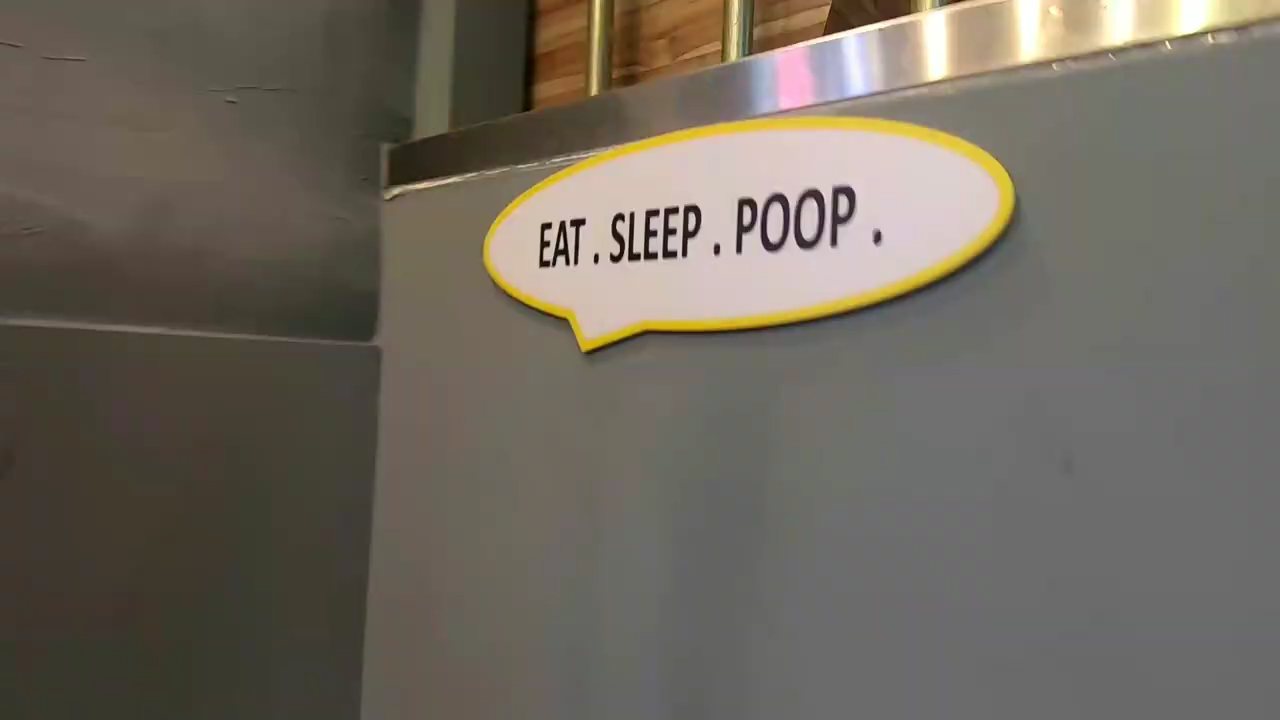 EAT . SLEEP . POOP .